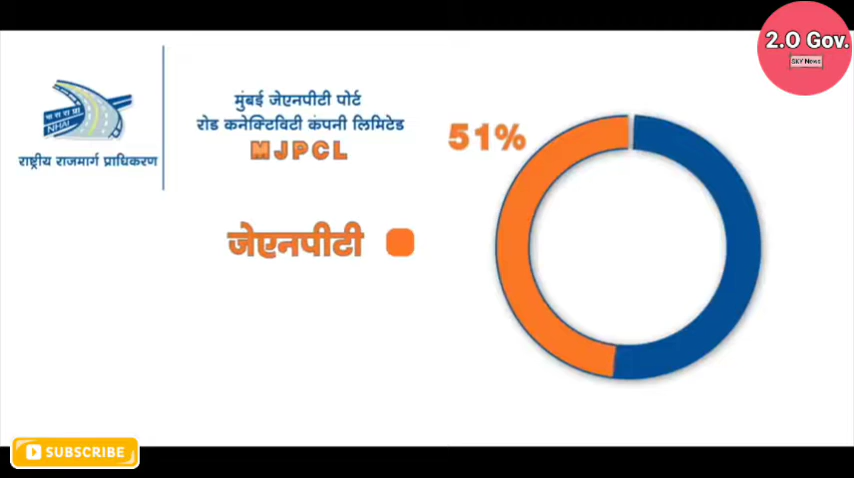 2.0 Gov.
SKY News
भा रा रा प्रा
NHAI
राष्ट्रीय राजमार्ग प्राधिकरण
मुंबई जेएनपीटी पोर्ट
रोड कनेक्टिविटी कंपनी लिमिटेड
MJPCL
51%
जेएनपीटी
SUBSCRIBE